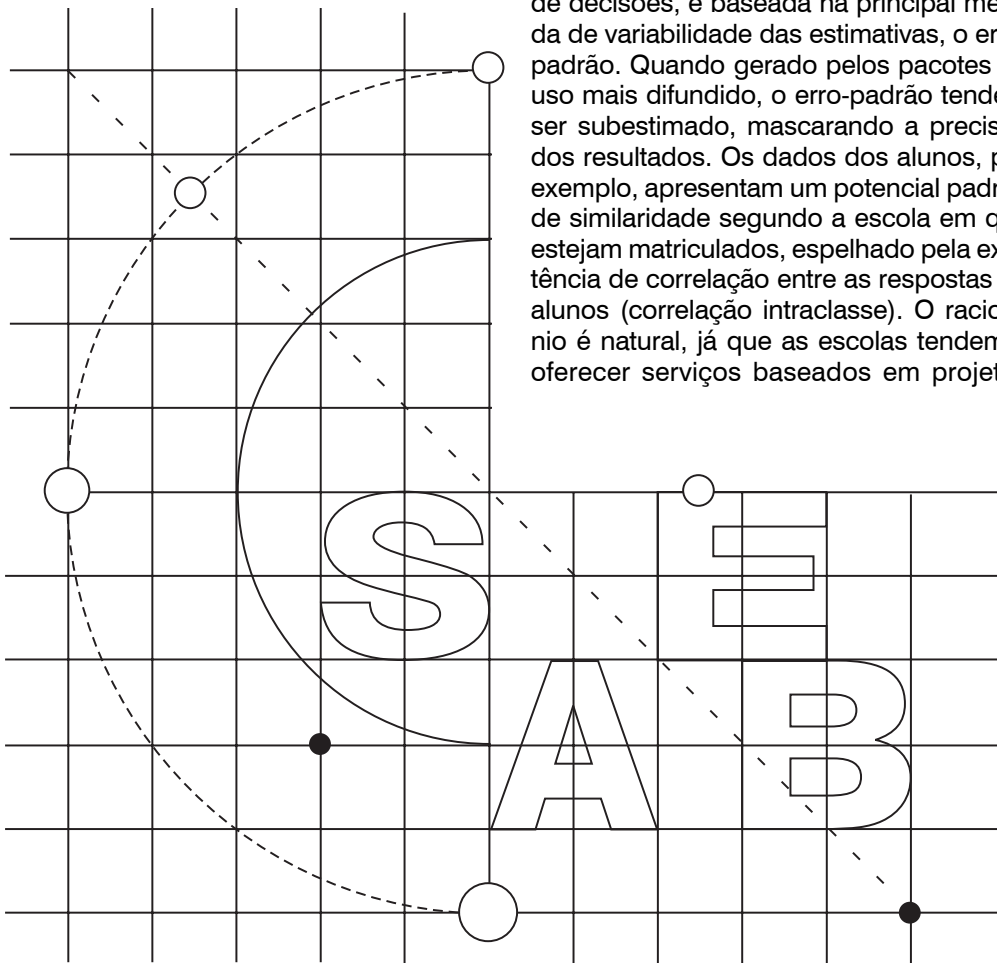 de decisões, é baseada na principal me
da de variabilidade das estimativas, o er
padrão. Quando gerado pelos pacotes
uso mais difundido, o erro-padrão tende
ser subestimado, mascarando a precis
dos resultados. Os dados dos alunos, p
exemplo, apresentam um potencial padr
de similaridade segundo a escola em q
estejam matriculados, espelhado pela ex
tência de correlação entre as respostas
alunos (correlação intraclasse). O racio
nio é natural, já que as escolas tendem
oferecer serviços baseados em projet
S E
A B